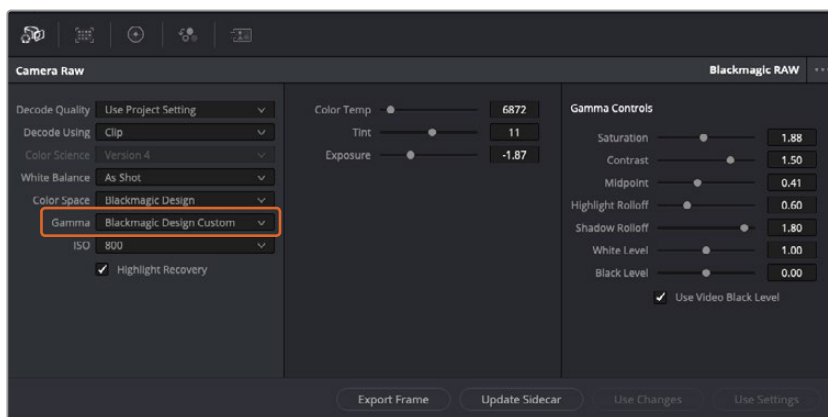 Camera Raw
Blackmagic RAW
Decode Quality Use Project Setting
Decode Using Clip
Color Science Version 4
White Balance As Shot
Color Space Blackmagic Design
Gamma Blackmagic Design Custom
ISO 800
Highlight Recovery
Color Temp 6872
Tint 11
Exposure -1.87
Gamma Controls
Saturation 1.88
Contrast 1.50
Midpoint 0.41
Highlight Rolloff 0.60
Shadow Rolloff 1.80
White Level 1.00
Black Level 0.00
Use Video Black Level
Export Frame
Update Sidecar
Use Changes
Use Settings